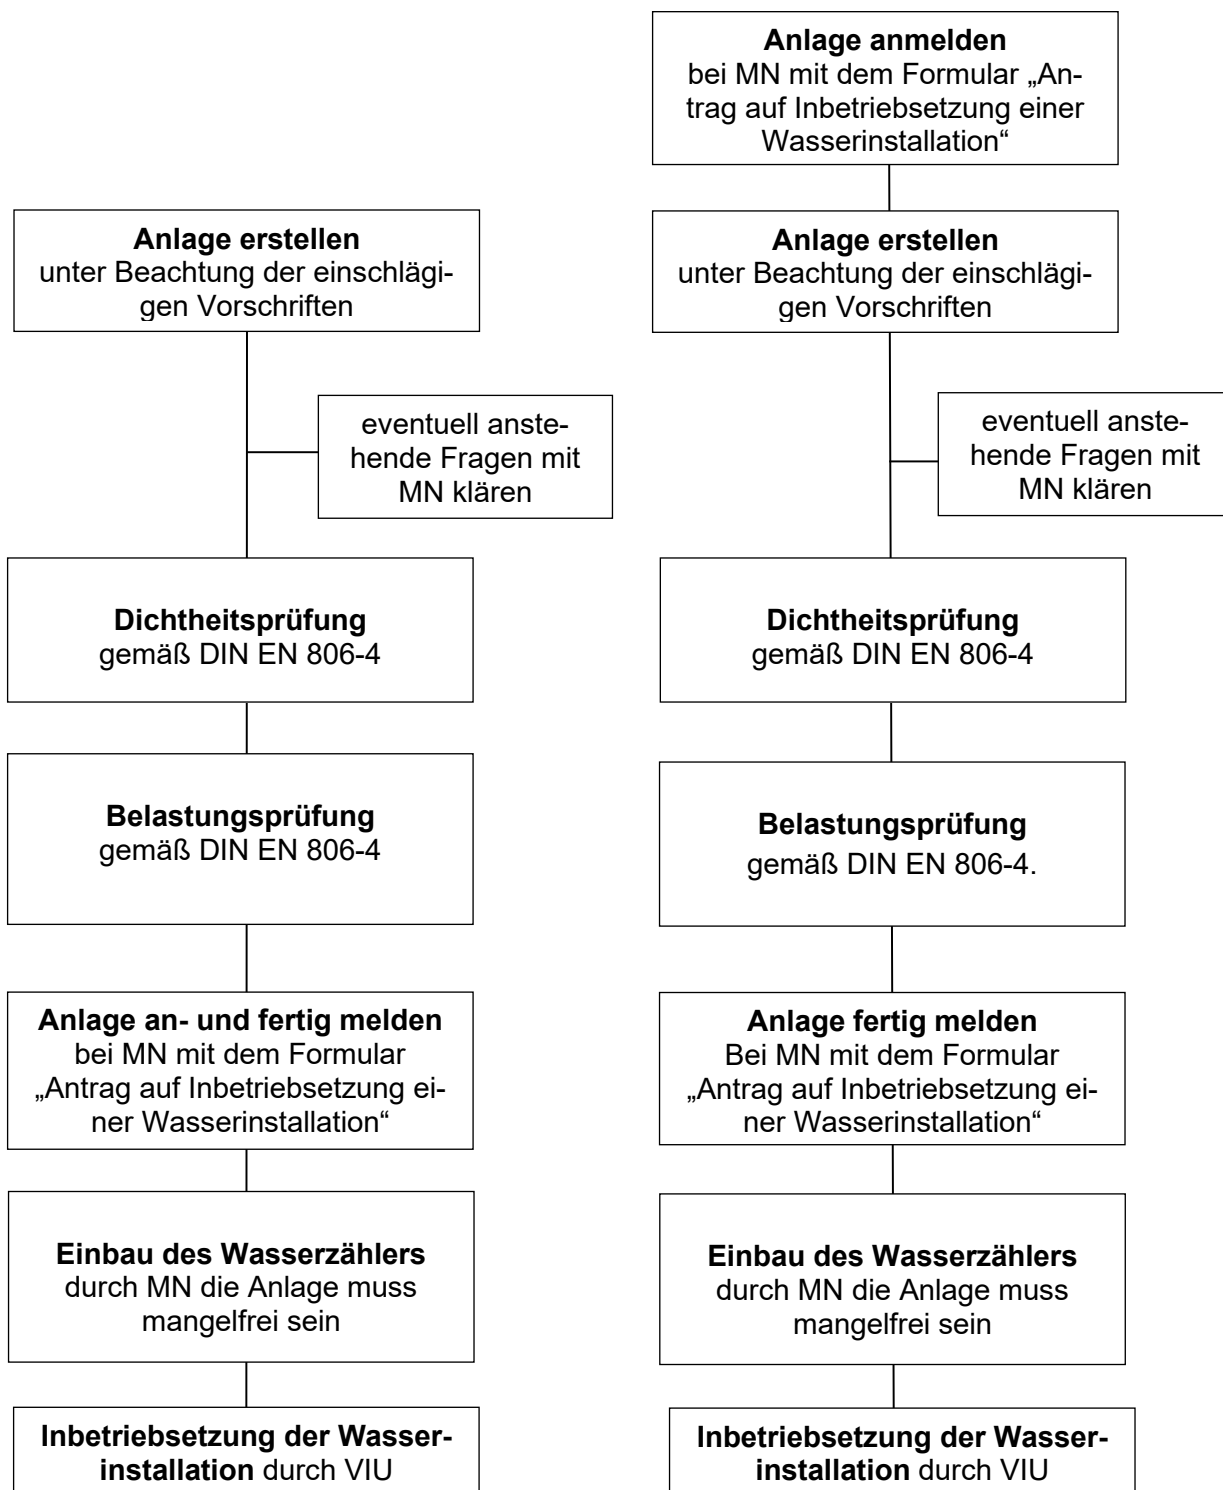 Anlage anmelden
bei MN mit dem Formular „An-
trag auf Inbetriebsetzung einer
Wasserinstallation“
Anlage erstellen
unter Beachtung der einschlägi-
gen Vorschriften
eventuell anste-
hende Fragen mit
MN klären
Dichtheitsprüfung
gemäß DIN EN 806-4
Belastungsprüfung
gemäß DIN EN 806-4
Anlage an- und fertig melden
bei MN mit dem Formular
„Antrag auf Inbetriebsetzung ei-
ner Wasserinstallation“
Einbau des Wasserzählers
durch MN die Anlage muss
mangelfrei sein
Inbetriebsetzung der Wasser-
installation durch VIU
Anlage erstellen
unter Beachtung der einschlägi-
gen Vorschriften
eventuell anste-
hende Fragen mit
MN klären
Dichtheitsprüfung
gemäß DIN EN 806-4
Belastungsprüfung
gemäß DIN EN 806-4.
Anlage fertig melden
Bei MN mit dem Formular
„Antrag auf Inbetriebsetzung ei-
ner Wasserinstallation“
Einbau des Wasserzählers
durch MN die Anlage muss
mangelfrei sein
Inbetriebsetzung der Wasser-
installation durch VIU